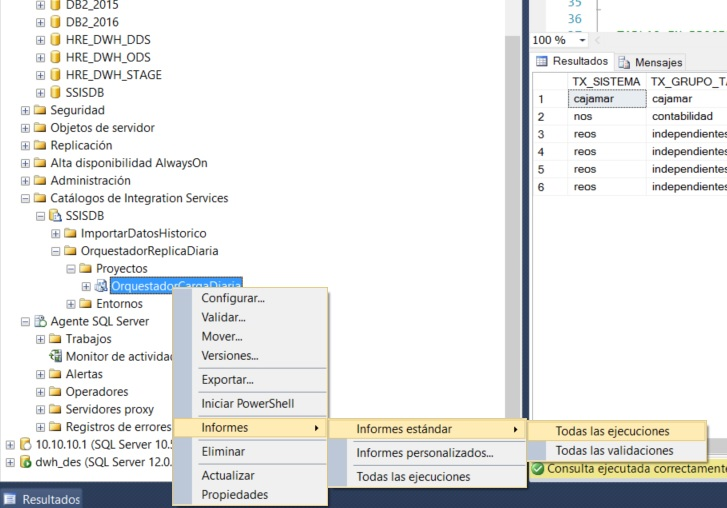 DB2_2015
DB2_2016
HRE_DWH_DDS
HRE_DWH_ODS
HRE_DWH_STAGE
SSISDB
Seguridad
Objetos de servidor
Replicación
Alta disponibilidad AlwaysOn
Administración
Catálogos de Integration Services
SSISDB
ImportarDatosHistorico
OrquestadorReplicaDiaria
Proyectos
OrquestadorCargaDiaria
Entornos
Agente SQL Server
Trabajos
Monitor de activida
Alertas
Operadores
Servidores proxy
Registros de errores
10.10.10.1 (SQL Server 10.5
dwh_des (SQL Server 12.0.
Resultados
Configurar...
Validar...
Mover...
Versiones...
Exportar...
Iniciar PowerShell
Informes
Eliminar
Actualizar
Propiedades
Informes estándar
Informes personalizados...
Todas las ejecuciones
Todas las ejecuciones
Todas las validaciones
35
36
100 %
Resultados Mensajes
TX_SISTEMA TX_GRUPO_TA
1 cajamar cajamar
2 nos contabilidad
3 reos independientes
4 reos independientes
5 reos independientes
6 reos independientes
Consulta ejecutada correctamente